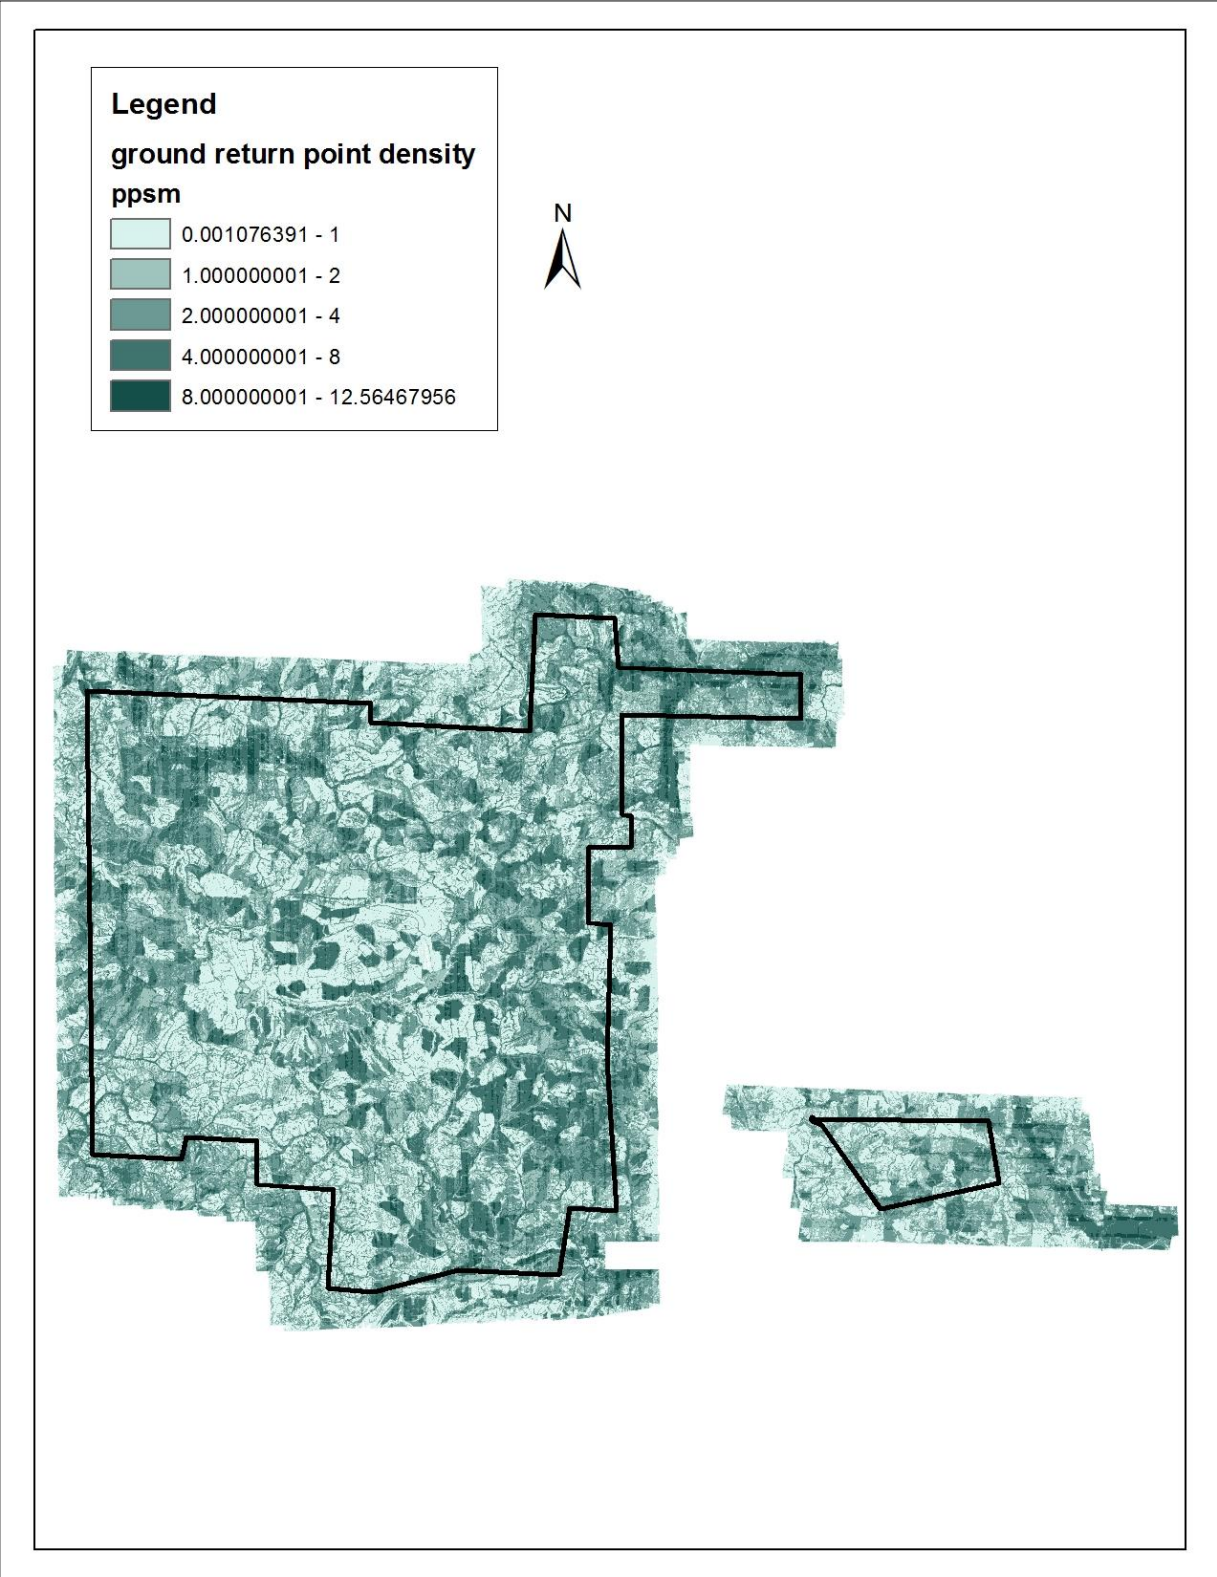 Legend
ground return point density
ppsm
0.001076391 - 1
1.000000001 - 2
2.000000001 - 4
4.000000001 - 8
8.000000001 - 12.56467956
N